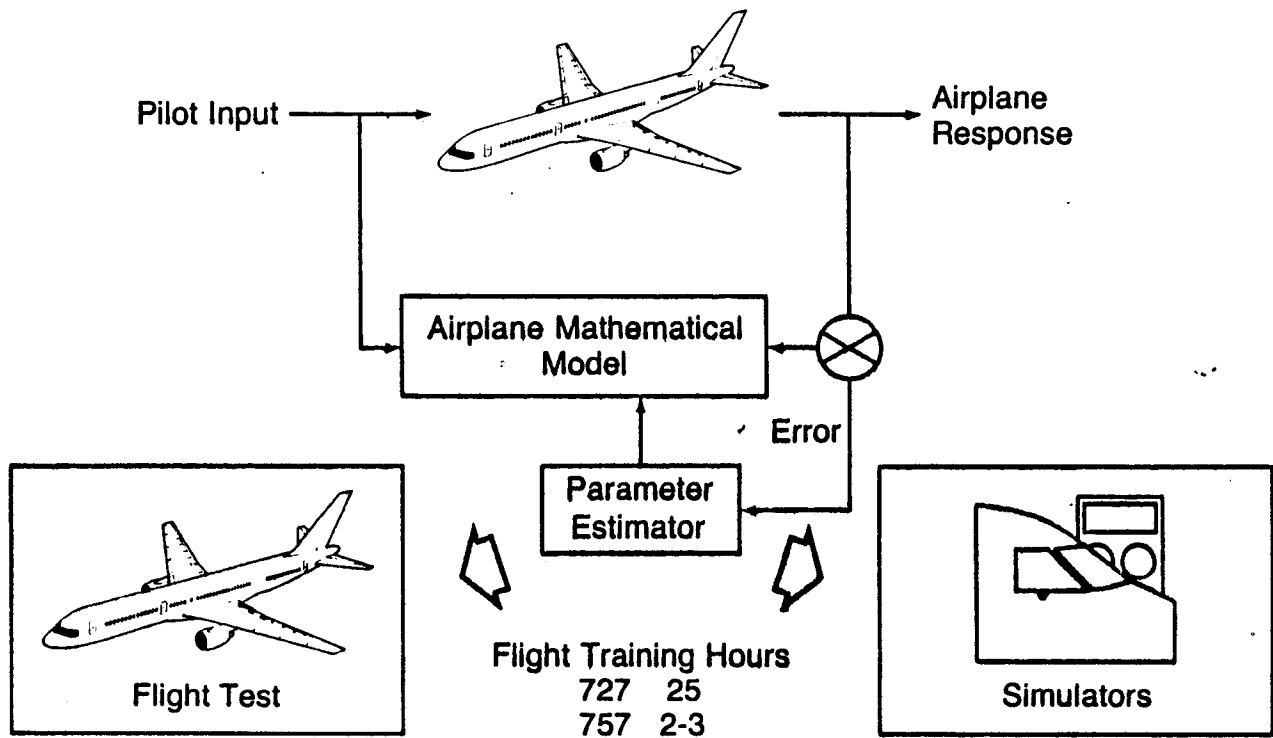 Pilot Input
Airplane
Response
Airplane Mathematical
Model
Error
Parameter
Estimator
Flight Test
Flight Training Hours
727 25
757 2-3
Simulators